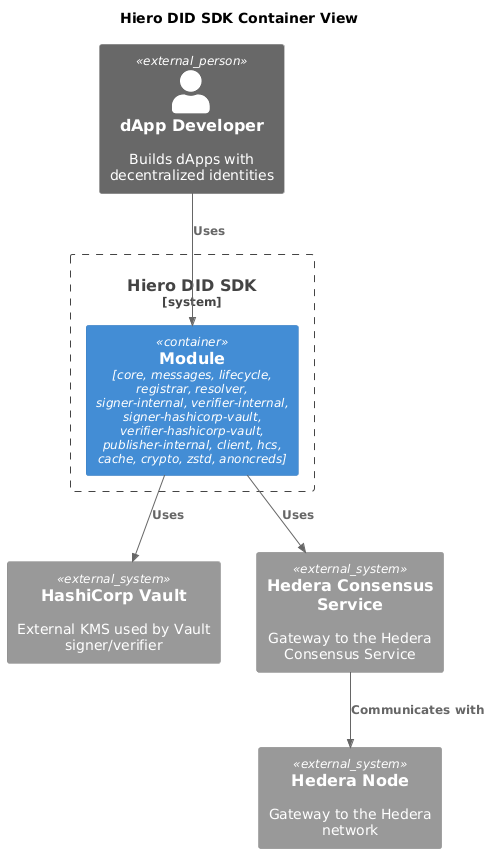 Hiero DID SDK Container View
«external_person»
dApp Developer
Builds dApps with
decentralized identities
Uses
Hiero DID SDK
[system]
«container»
Module
[core, messages, lifecycle,
registrar, resolver,
signer-internal, verifier-internal,
signer-hashicorp-vault,
verifier-hashicorp-vault,
publisher-internal, client, hcs,
cache, crypto, zstd, anoncreds]
Uses
Uses
«external_system»
HashiCorp Vault
External KMS used by Vault
signer/verifier
«external_system»
Hedera Consensus
Service
Gateway to the Hedera
Consensus Service
Communicates with
«external_system»
Hedera Node
Gateway to the Hedera
network